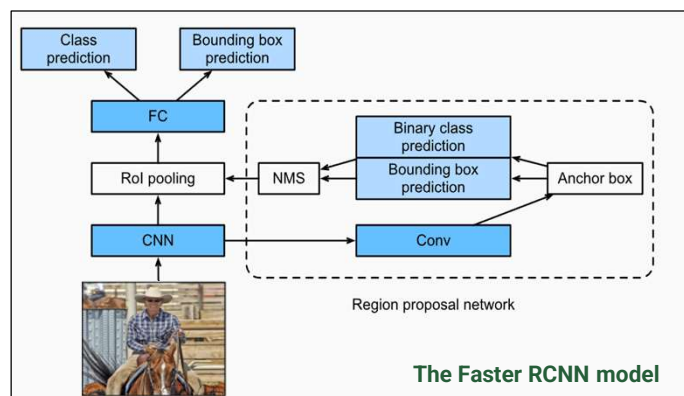 Class
prediction
Bounding box
prediction
FC
Binary class
prediction
RoI pooling
NMS
Bounding box
prediction
Anchor box
CNN
Conv
Region proposal network
The Faster RCNN model